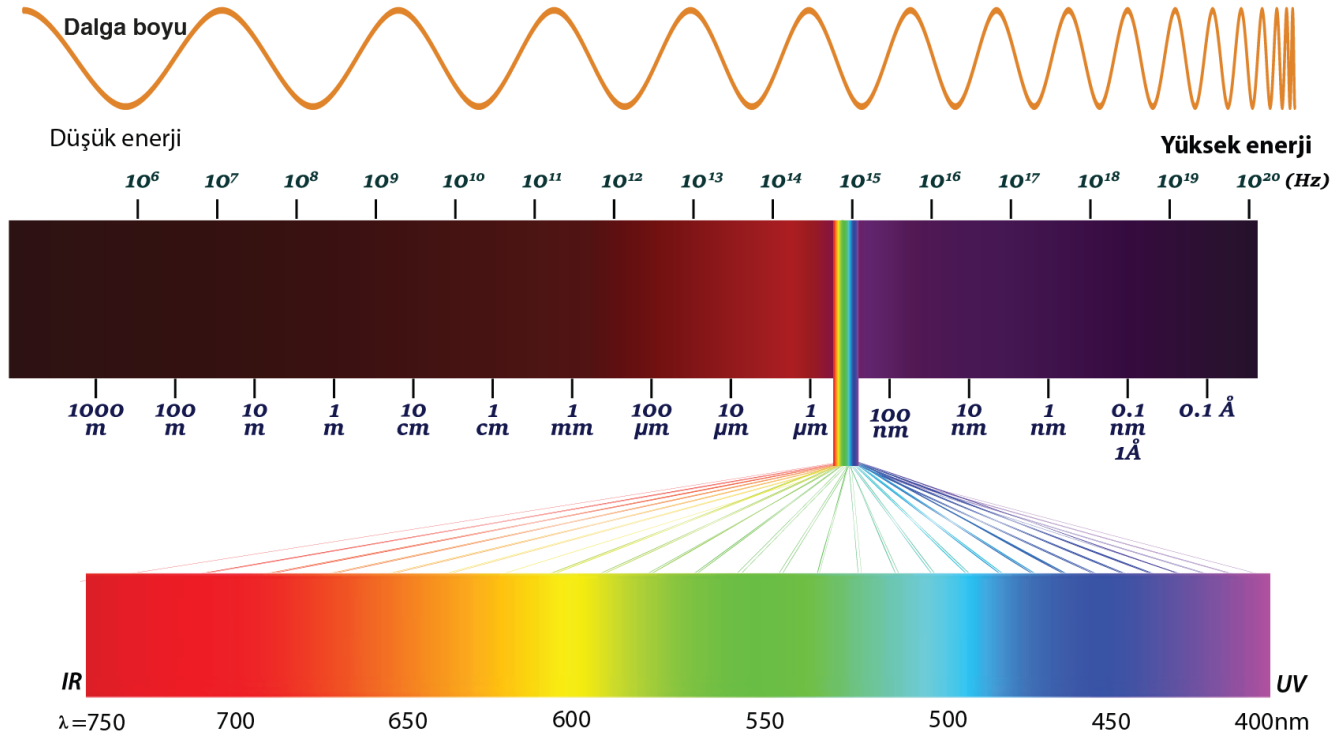 Dalga boyu
Düşük enerji
Yüksek enerji
10⁶ 10⁷ 10⁸ 10⁹ 10¹⁰ 10¹¹ 10¹² 10¹³ 10¹⁴ 10¹⁵ 10¹⁶ 10¹⁷ 10¹⁸ 10¹⁹ 10²⁰ (Hz)
1000 100 10 1 10 1 1 100 10 1 100 10 1 0.1 0.1 Å
m m m m cm cm mm µm µm µm nm nm nm nm
1Å
IR UV
λ=750 700 650 600 550 500 450 400nm